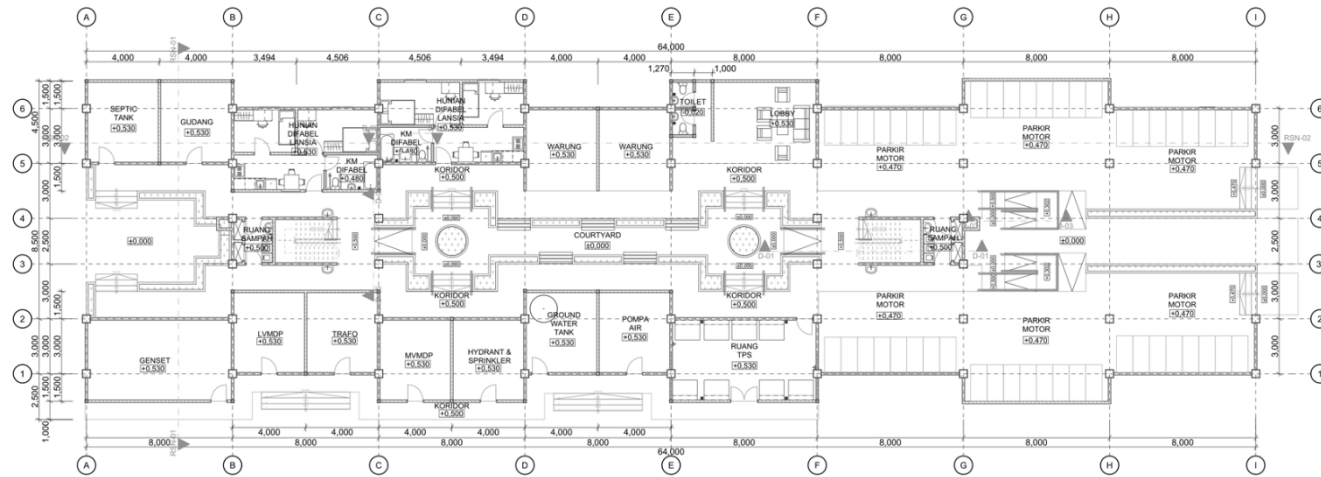 A B C D E F G H I
64,000
4,000 4,000 3,494 4,506 4,506 3,494 4,000 4,000 8,000 8,000 8,000 8,000
1,270 1,000
RSN-01
RSN-02
6
5
4
3
2
1
1,500
4,500
3,000
1,500
3,000
8,500
2,500
3,000
3,000
1,500
2,500
1,000
SEPTIC
TANK
+0,530
GUDANG
+0,530
HUNIAN
DIFABEL
LANSIA
+0,530
KM
DIFABEL
+0,480
HUNIAN
DIFABEL
LANSIA
+0,530
KM
DIFABEL
+0,480
WARUNG
+0,530
WARUNG
+0,530
TOILET
-0,020
LOBBY
+0,530
PARKIR
MOTOR
+0,470
PARKIR
MOTOR
+0,470
PARKIR
MOTOR
+0,470
KORIDOR
+0,500
KORIDOR
+0,500
±0,000
RUANG
SAMPAH
+0,500
COURTYARD
±0,000
RUANG
SAMPAH
+0,500
±0,000
D-01
D-01
D-03
KORIDOR
+0,500
KORIDOR
+0,500
GENSET
+0,530
LVMDP
+0,530
TRAFO
+0,530
MVMDP
+0,530
HYDRANT &
SPRINKLER
+0,530
GROUND
WATER
TANK
+0,530
POMPA
AIR
+0,530
RUANG
TPS
+0,530
PARKIR
MOTOR
+0,470
PARKIR
MOTOR
+0,470
PARKIR
MOTOR
+0,470
KORIDOR
+0,500
3,000
3,000
2,500
3,000
3,000
6
5
4
3
2
1
4,000 4,000 4,000 4,000 4,000 4,000
8,000 8,000 8,000 8,000 8,000 8,000 8,000 8,000
64,000
RSN-01
A B C D E F G H I